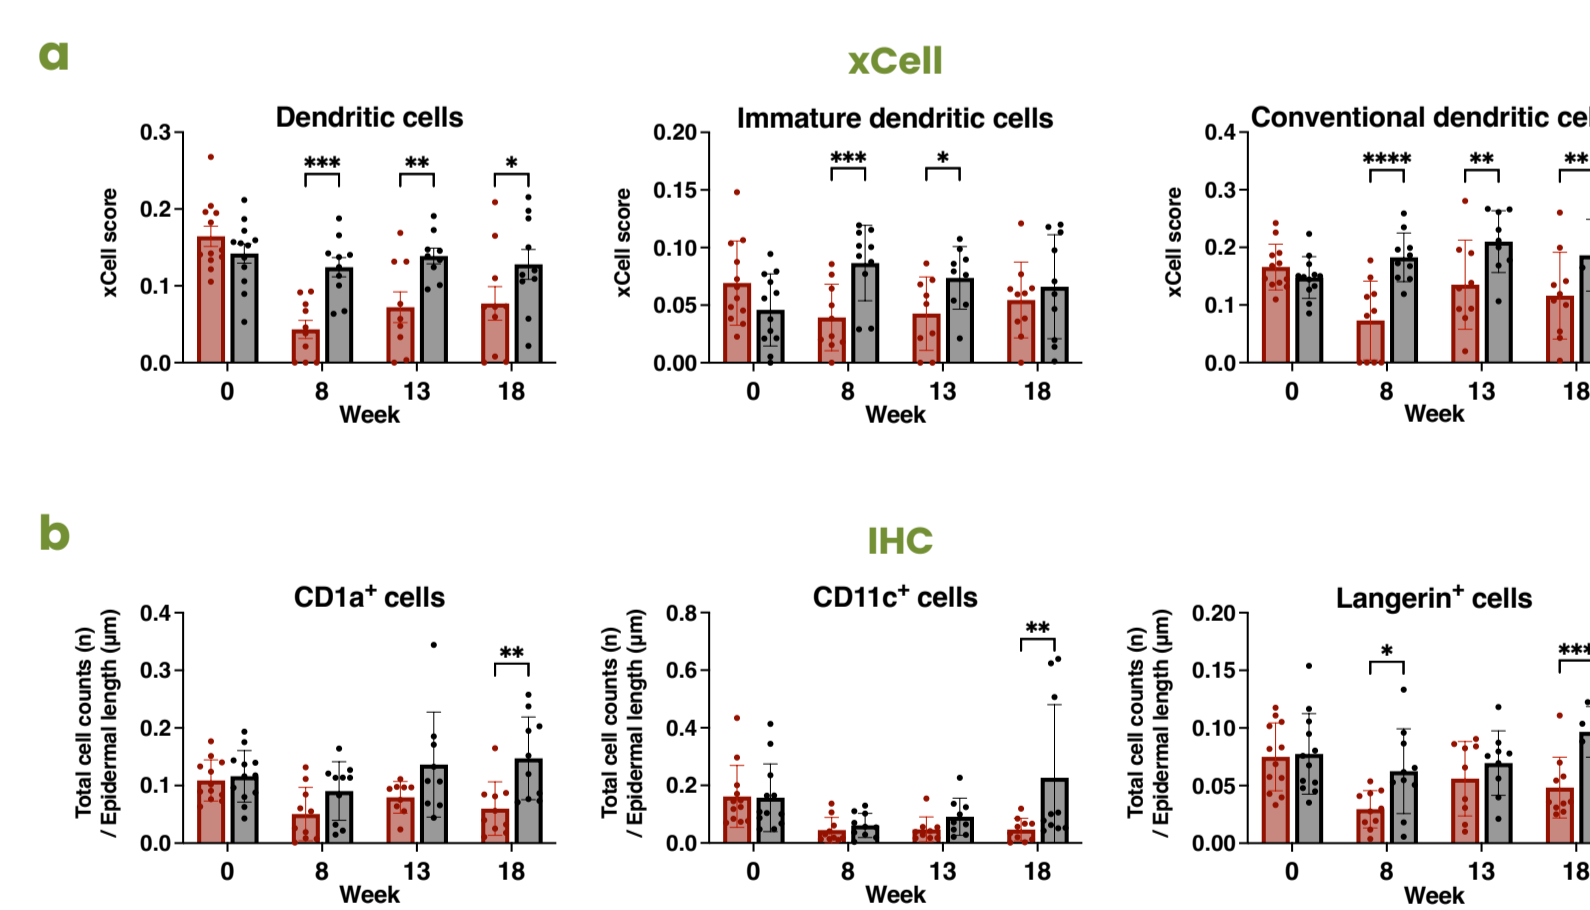 a
xCell
Dendritic cells
Immature dendritic cells
Conventional dendritic cel
xCell score
0.3
0.2
0.1
0.0
***
**
*
0
8
13
18
Week
xCell score
0.20
0.15
0.10
0.05
0.00
***
*
0
8
13
18
Week
xCell score
0.4
0.3
0.2
0.1
0.0
****
**
**
0
8
13
18
Week
b
IHC
CD1a+ cells
CD11c+ cells
Langerin+ cells
Total cell counts (n)
/ Epidermal length (μm)
0.4
0.3
0.2
0.1
0.0
**
0
8
13
18
Week
Total cell counts (n)
/ Epidermal length (μm)
0.8
0.6
0.4
0.2
0.0
**
0
8
13
18
Week
Total cell counts (n)
/ Epidermal length (μm)
0.20
0.15
0.10
0.05
0.00
*
***
0
8
13
18
Week